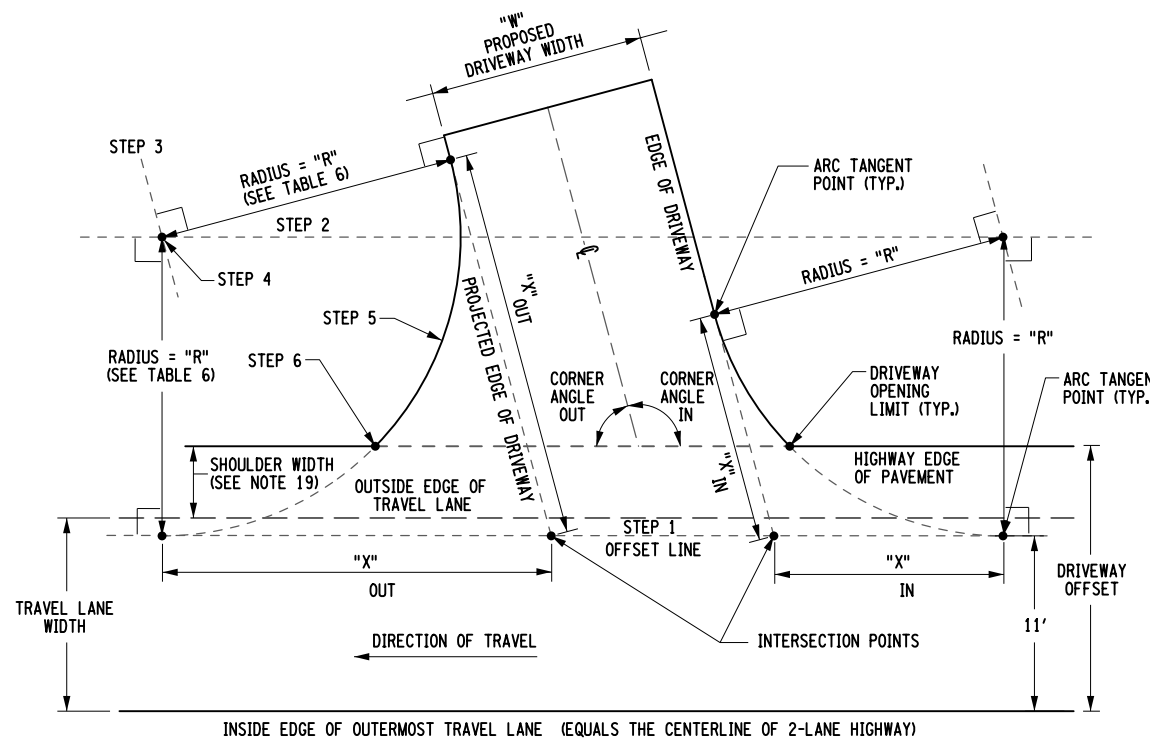 "W"
PROPOSED
DRIVEWAY WIDTH
STEP 3
RADIUS = "R"
(SEE TABLE 6)
STEP 2
EDGE OF DRIVEWAY
ARC TANGENT
POINT (TYP.)
STEP 4
"X"
OUT
RADIUS = "R"
PROJECTED EDGE OF DRIVEWAY
STEP 5
RADIUS = "R"
(SEE TABLE 6)
STEP 6
RADIUS = "R"
CORNER
ANGLE
OUT
CORNER
ANGLE
IN
DRIVEWAY
OPENING
LIMIT (TYP.)
ARC TANGEN
POINT (TYP.
SHOULDER WIDTH
(SEE NOTE 19)
OUTSIDE EDGE OF
TRAVEL LANE
"X"
IN
HIGHWAY EDGE
OF PAVEMENT
STEP 1
OFFSET LINE
"X"
OUT
"X"
IN
DRIVEWAY
OFFSET
TRAVEL LANE
WIDTH
11'
DIRECTION OF TRAVEL
INTERSECTION POINTS
INSIDE EDGE OF OUTERMOST TRAVEL LANE (EQUALS THE CENTERLINE OF 2-LANE HIGHWAY)